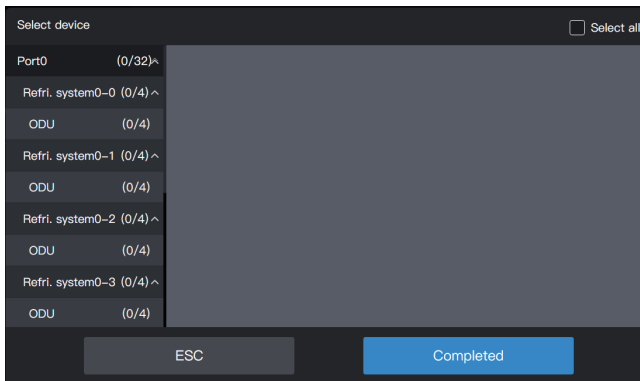 Select device
Select all
Port0 (0/32)
Refri. system0-0 (0/4)
ODU (0/4)
Refri. system0-1 (0/4)
ODU (0/4)
Refri. system0-2 (0/4)
ODU (0/4)
Refri. system0-3 (0/4)
ODU (0/4)
ESC
Completed